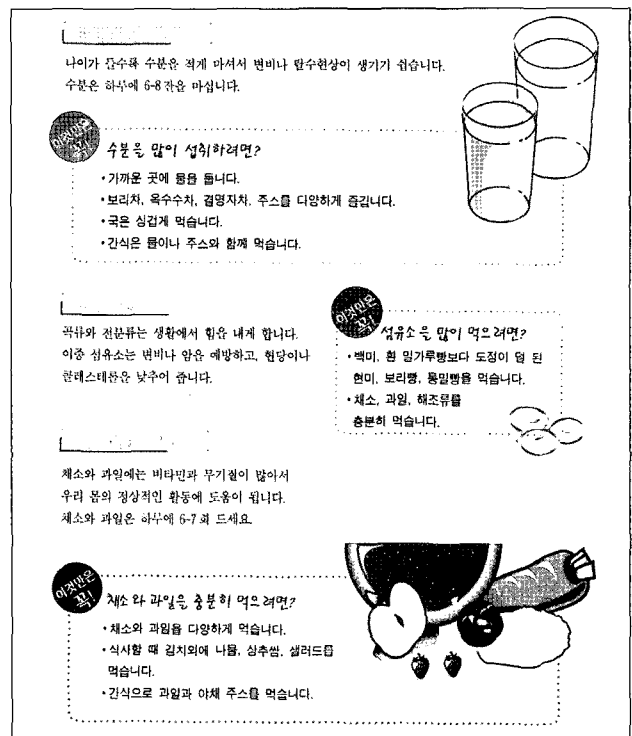 나이가 들수록 수분을 적게 마셔서 변비나 탈수현상이 생기기 쉽습니다.
수분은 하루에 6-8잔을 마십니다.
이것만은
꼭!
수분을 많이 섭취하려면?
•가까운 곳에 물을 둡니다.
•보리차, 옥수수차, 결명자차, 주스를 다양하게 즐깁니다.
•국은 싱겁게 먹습니다.
•간식은 물이나 주스와 함께 먹습니다.
곡류와 전분류는 생활에서 힘을 내게 합니다.
이중 섬유소는 변비나 암을 예방하고, 혈당이나
콜레스테롤을 낮추어 줍니다.
이것만은
꼭!
섬유소을 많이 먹으려면?
•백미, 흰 밀가루빵보다 도정이 덜 된
현미, 보리빵, 통밀빵을 먹습니다.
•채소, 과일, 해조류를
충분히 먹습니다.
채소와 과일에는 비타민과 무기질이 많아서
우리 몸의 정상적인 활동에 도움이 됩니다.
채소와 과일은 하루에 6-7회 드세요.
이것만은
꼭!
채소와 과일을 충분히 먹으려면?
•채소와 과일을 다양하게 먹습니다.
•식사할 때 김치외에 나물, 상추쌈, 샐러드를
먹습니다.
•간식으로 과일과 야채 주스를 먹습니다.